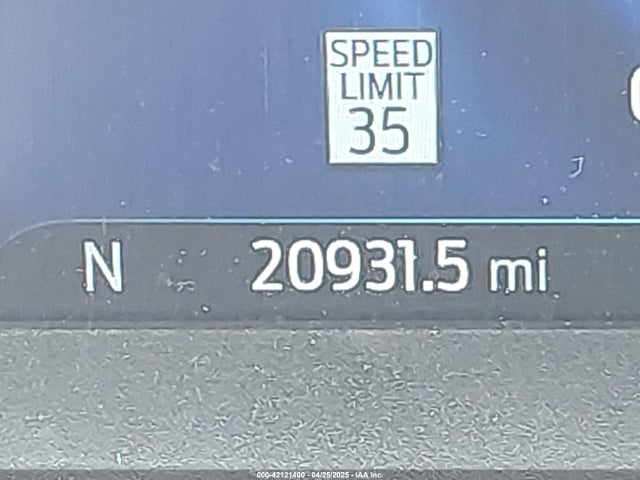 SPEED
LIMIT
35
N 20931.5 mi
000-42121400 - 04/25/2025 - IAA Inc.